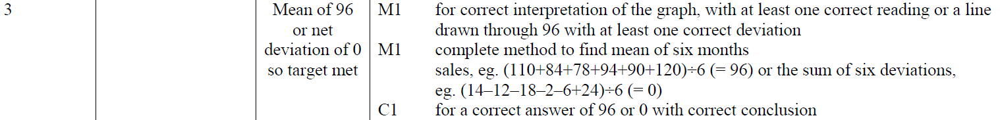 3 Mean of 96 M1 for correct interpretation of the graph, with at least one correct reading or a line
or net drawn through 96 with at least one correct deviation
deviation of 0 M1 complete method to find mean of six months
so target met sales, eg. (110+84+78+94+90+120)÷6 (= 96) or the sum of six deviations,
eg. (14–12–18–2–6+24)÷6 (= 0)
C1 for a correct answer of 96 or 0 with correct conclusion